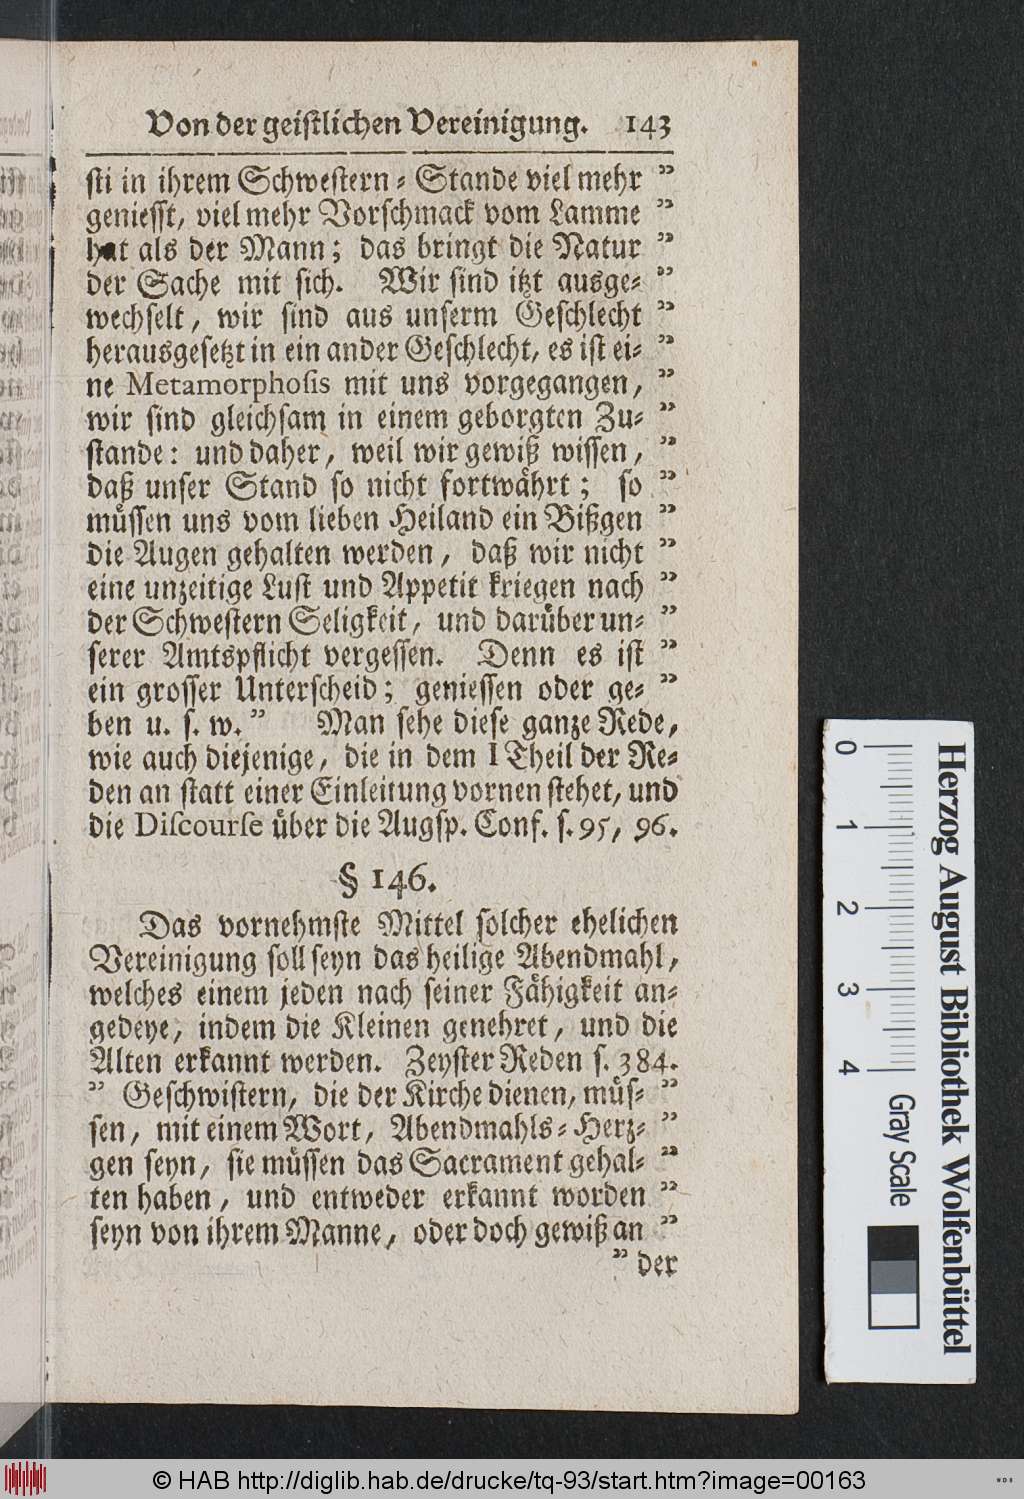 Von der geistlichen Vereinigung. 143
sti in ihrem Schwestern⸗Stande viel mehr ”
geniesst, viel mehr Vorschmack vom Lamme ”
hat als der Mann; das bringt die Natur ”
der Sache mit sich. Wir sind itzt ausge⸗ ”
wechselt, wir sind aus unserm Geschlecht ”
herausgesetzt in ein ander Geschlecht, es ist ei⸗ ”
ne Metamorphosis mit uns vorgegangen, ”
wir sind gleichsam in einem geborgten Zu⸗ ”
stande: und daher, weil wir gewiß wissen, ”
daß unser Stand so nicht fortwährt; so ”
müssen uns vom lieben Heiland ein Bißgen ”
die Augen gehalten werden, daß wir nicht ”
eine unzeitige Lust und Appetit kriegen nach ”
der Schwestern Seligkeit, und darüber un⸗ ”
serer Amtspflicht vergessen. Denn es ist ”
ein grosser Unterscheid; geniessen oder ge⸗ ”
ben u. s. w. ” Man sehe diese ganze Rede,
wie auch diejenige, die in dem I Theil der Re⸗
den an statt einer Einleitung vornen stehet, und
die Discourse über die Augsp. Conf. s. 95, 96.
§ 146.
Das vornehmste Mittel solcher ehelichen
Vereinigung soll seyn das heilige Abendmahl,
welches einem jeden nach seiner Fähigkeit an⸗
gedeye, indem die Kleinen genehret, und die
Alten erkannt werden. Zeyster Reden s. 384.
” Geschwistern, die der Kirche dienen, müs⸗ ”
sen, mit einem Wort, Abendmahls⸗Herz⸗ ”
gen seyn, sie müssen das Sacrament gehal⸗ ”
ten haben, und entweder erkannt worden ”
seyn von ihrem Manne, oder doch gewiß an ”
” der
0 1 2 3 4 Gray Scale
Herzog August Bibliothek Wolfenbüttel
© HAB http://diglib.hab.de/drucke/tq-93/start.htm?image=00163